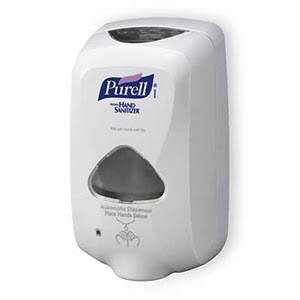 Purell
HAND
SANITIZER
Automatic Dispenser
Place Hands Below